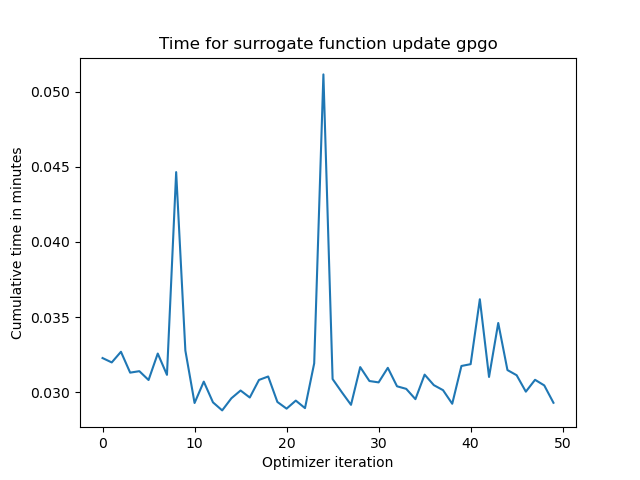 Time for surrogate function update gpgo
Cumulative time in minutes
0.050
0.045
0.040
0.035
0.030
0 10 20 30 40 50
Optimizer iteration